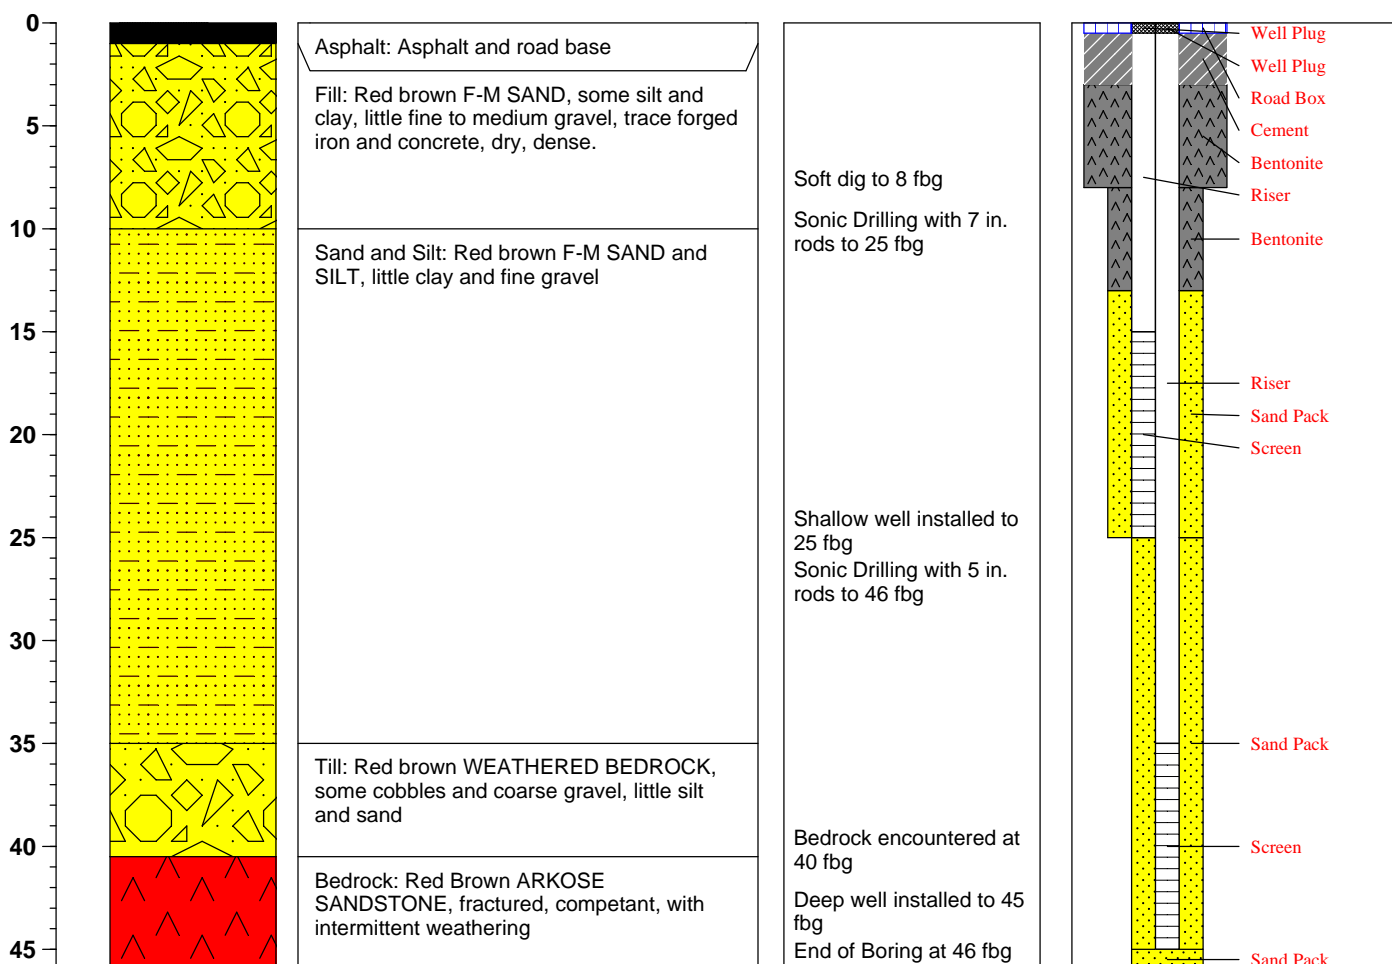 0
5
10
15
20
25
30
35
40
45
Asphalt: Asphalt and road base
Fill: Red brown F-M SAND, some silt and
clay, little fine to medium gravel, trace forged
iron and concrete, dry, dense.
Sand and Silt: Red brown F-M SAND and
SILT, little clay and fine gravel
Till: Red brown WEATHERED BEDROCK,
some cobbles and coarse gravel, little silt
and sand
Bedrock: Red Brown ARKOSE
SANDSTONE, fractured, competant, with
intermittent weathering
Soft dig to 8 fbg
Sonic Drilling with 7 in.
rods to 25 fbg
Shallow well installed to
25 fbg
Sonic Drilling with 5 in.
rods to 46 fbg
Bedrock encountered at
40 fbg
Deep well installed to 45
fbg
End of Boring at 46 fbg
Well Plug
Well Plug
Road Box
Cement
Bentonite
Riser
Bentonite
Riser
Sand Pack
Screen
Sand Pack
Screen
Sand Pack